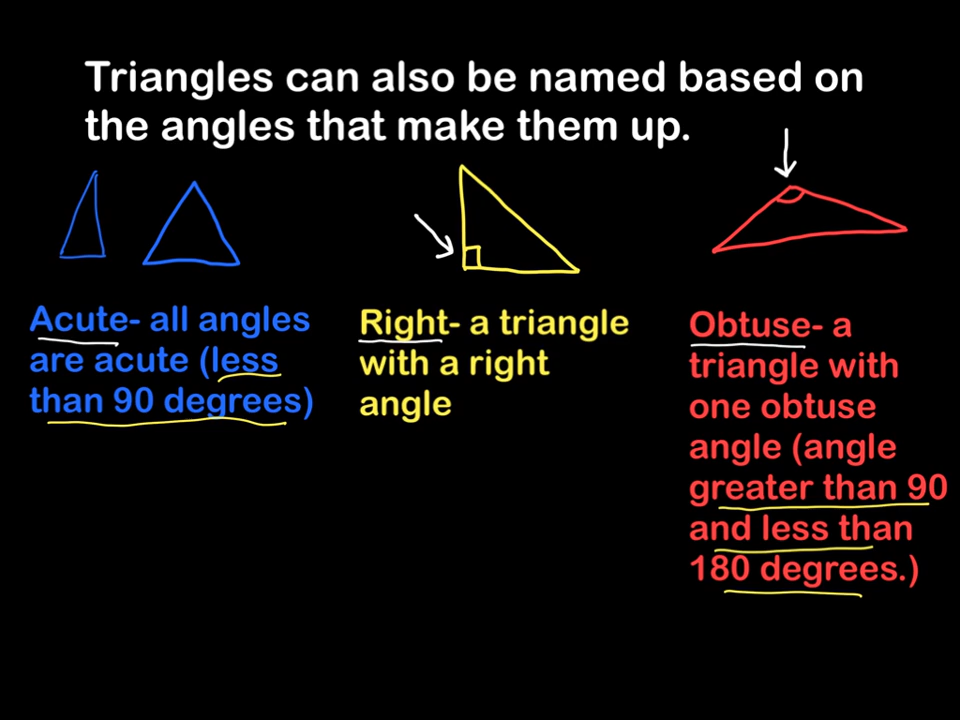 Triangles can also be named based on
the angles that make them up.
Acute- all angles
are acute (less
than 90 degrees)
Right- a triangle
with a right
angle
Obtuse- a
triangle with
one obtuse
angle (angle
greater than 90
and less than
180 degrees.)